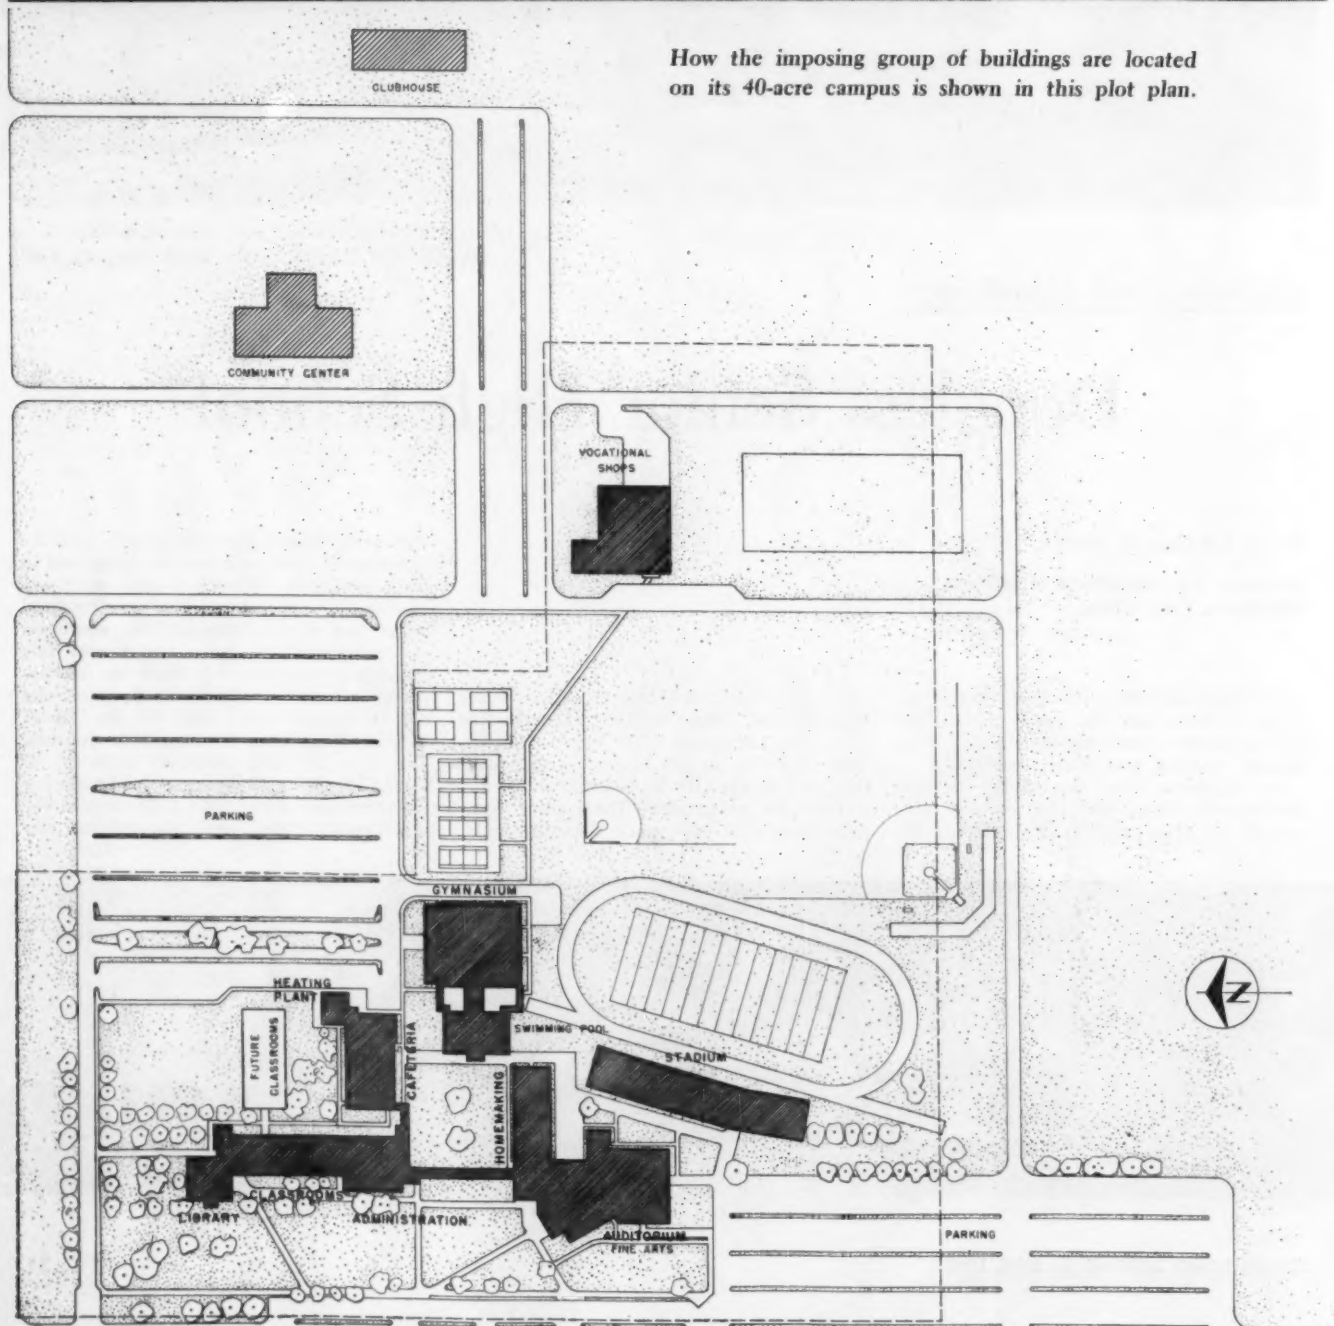 How the imposing group of buildings are located
on its 40-acre campus is shown in this plot plan.
CLUBHOUSE
COMMUNITY CENTER
VOCATIONAL
SHOPS
PARKING
GYMNASIUM
HEATING
PLANT
FUTURE
CLASSROOMS
CAFETERIA
SWIMMING POOL
STADIUM
HOMEMAKING
CLASSROOMS
LIBRARY
ADMINISTRATION
AUDITORIUM
FINE ARTS
PARKING
N